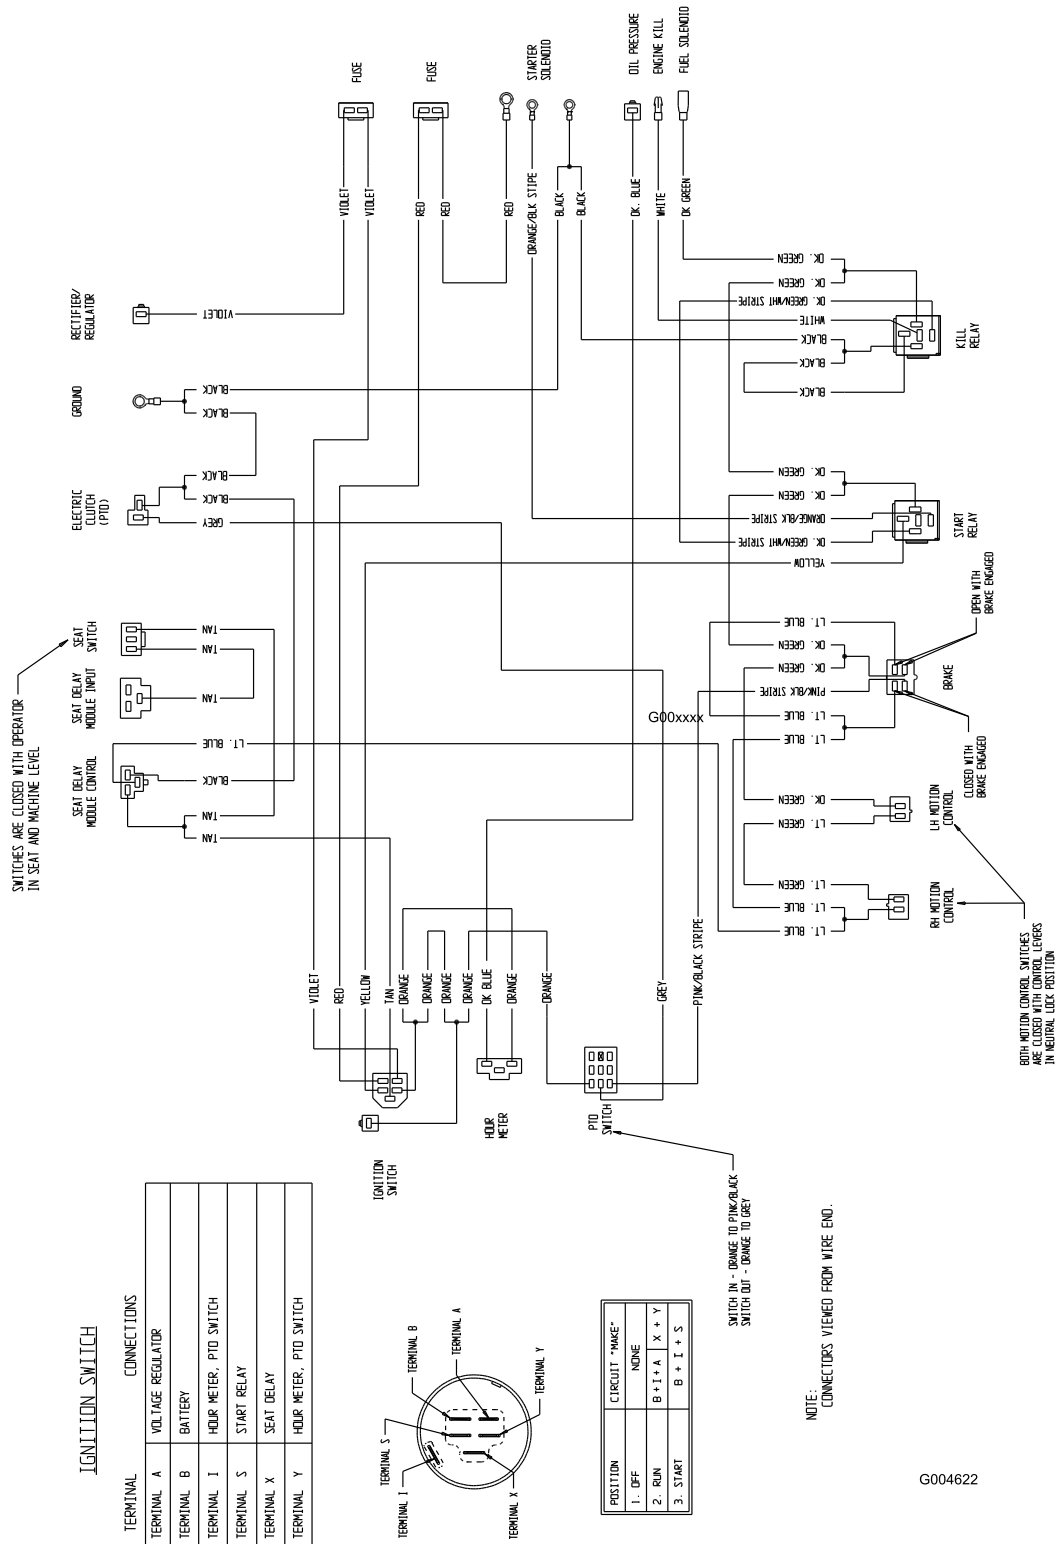 SWITCHES ARE CLOSED WITH OPERATOR
IN SEAT AND MACHINE LEVEL
SEAT DELAY
MODULE CONTROL
SEAT DELAY
MODULE INPUT
SEAT
SWITCH
ELECTRIC
CLUTCH
(PTO)
GROUND
RECTIFIER/
REGULATOR
TAN
TAN
BLACK
LT. BLUE
TAN
TAN
TAN
GREY
BLACK
BLACK
BLACK
BLACK
VIOLET
FUSE
FUSE
STARTER
SOLENOID
OIL PRESSURE
ENGINE KILL
FUEL SOLENOID
VIOLET
VIOLET
RED
RED
RED
ORANGE/BLK STIPE
BLACK
BLACK
DK. BLUE
WHITE
DK GREEN
DK. GREEN
DK. GREEN
DK. GREEN/WHT STRIPE
WHITE
BLACK
BLACK
BLACK
KILL
RELAY
DK. GREEN
DK. GREEN
ORANGE/BLK STRIPE
DK. GREEN/WHT STRIPE
YELLOW
START
RELAY
LT. BLUE
DK. GREEN
DK. GREEN
PINK/BLK STRIPE
LT. BLUE
LT. BLUE
OPEN WITH
BRAKE ENGAGED
BRAKE
CLOSED WITH
BRAKE ENGAGED
G00xxxx
DK. GREEN
LT. GREEN
LH MOTION
CONTROL
LT. GREEN
LT. BLUE
LT. BLUE
RH MOTION
CONTROL
BOTH MOTION CONTROL SWITCHES
ARE CLOSED WITH CONTROL LEVERS
IN NEUTRAL LOCK POSITION
VIOLET
RED
YELLOW
TAN
ORANGE
ORANGE
ORANGE
ORANGE
DK BLUE
ORANGE
ORANGE
GREY
PINK/BLACK STRIPE
IGNITION
SWITCH
HOUR
METER
PTO
SWITCH
SWITCH IN - ORANGE TO PINK/BLACK
SWITCH OUT - ORANGE TO GREY
IGNITION SWITCH
TERMINAL CONNECTIONS
TERMINAL A VOLTAGE REGULATOR
TERMINAL B BATTERY
TERMINAL I HOUR METER, PTO SWITCH
TERMINAL S START RELAY
TERMINAL X SEAT DELAY
TERMINAL Y HOUR METER, PTO SWITCH
TERMINAL I
TERMINAL S
TERMINAL B
TERMINAL A
TERMINAL Y
TERMINAL X
POSITION CIRCUIT "MAKE"
1. OFF NONE
2. RUN B+I+A X + Y
3. START B + I + S
NOTE:
CONNECTORS VIEWED FROM WIRE END.
G004622